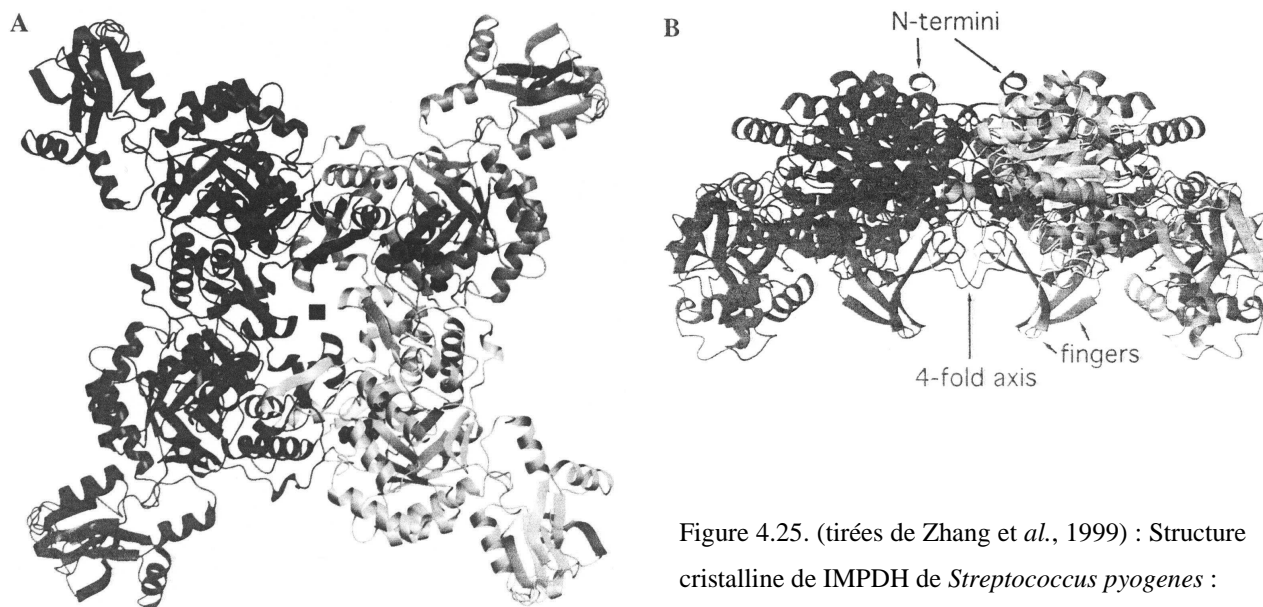 A
B
N-termini
fingers
4-fold axis
Figure 4.25. (tirées de Zhang et al., 1999) : Structure
cristalline de IMPDH de Streptococcus pyogenes :